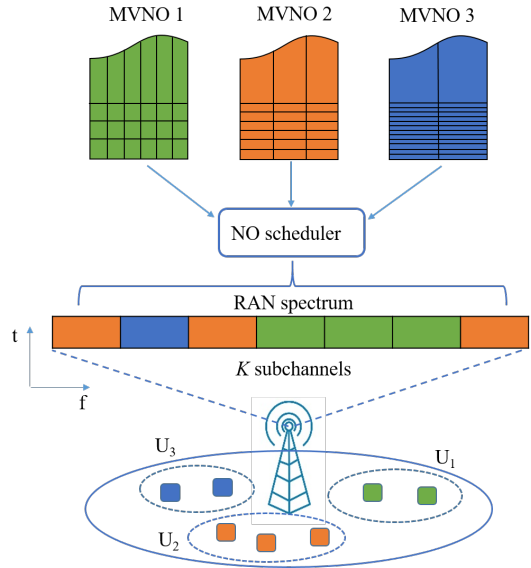 MVNO 1
MVNO 2
MVNO 3
NO scheduler
RAN spectrum
t
K subchannels
f
U3
U1
U2